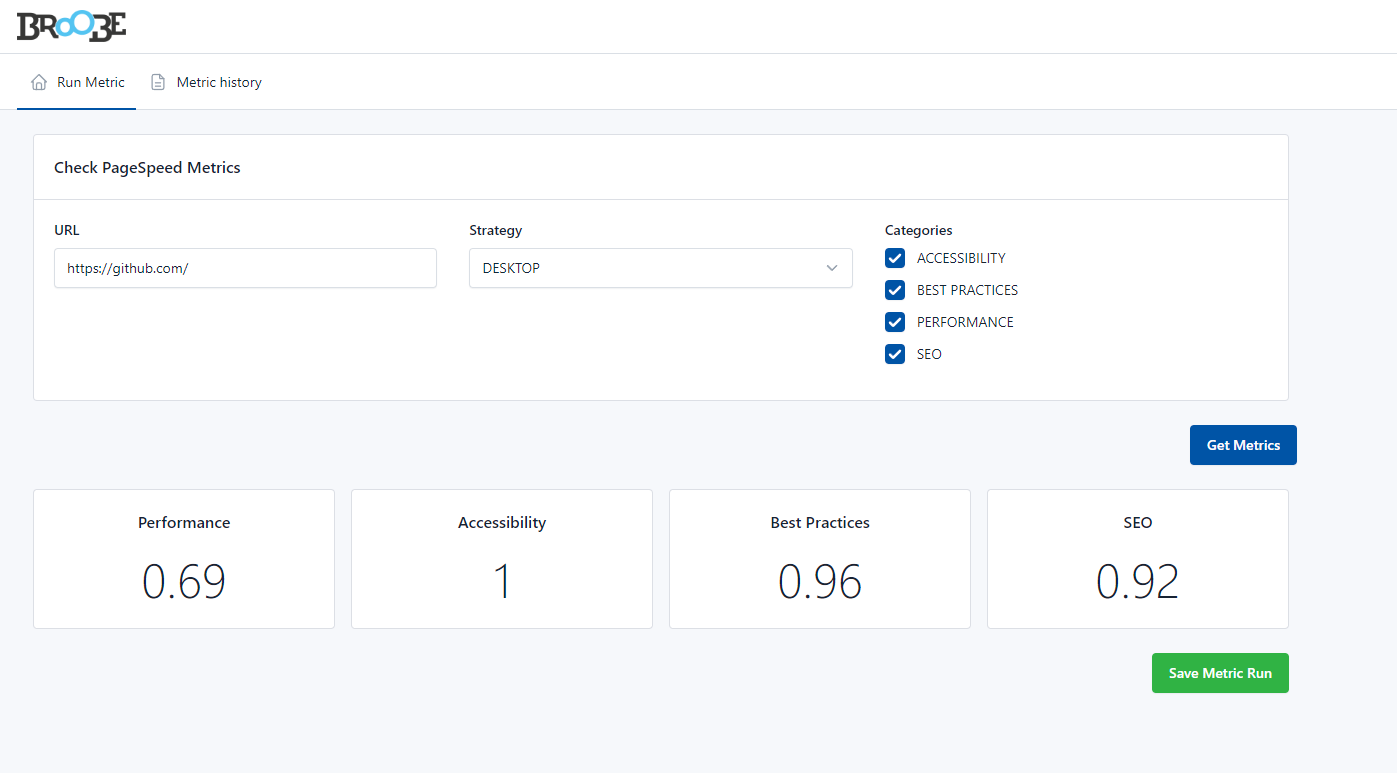 BROOBE
Run Metric
Metric history
Check PageSpeed Metrics
URL
Strategy
Categories
https://github.com/
DESKTOP
ACCESSIBILITY
BEST PRACTICES
PERFORMANCE
SEO
Get Metrics
Performance
Accessibility
Best Practices
SEO
0.69
1
0.96
0.92
Save Metric Run